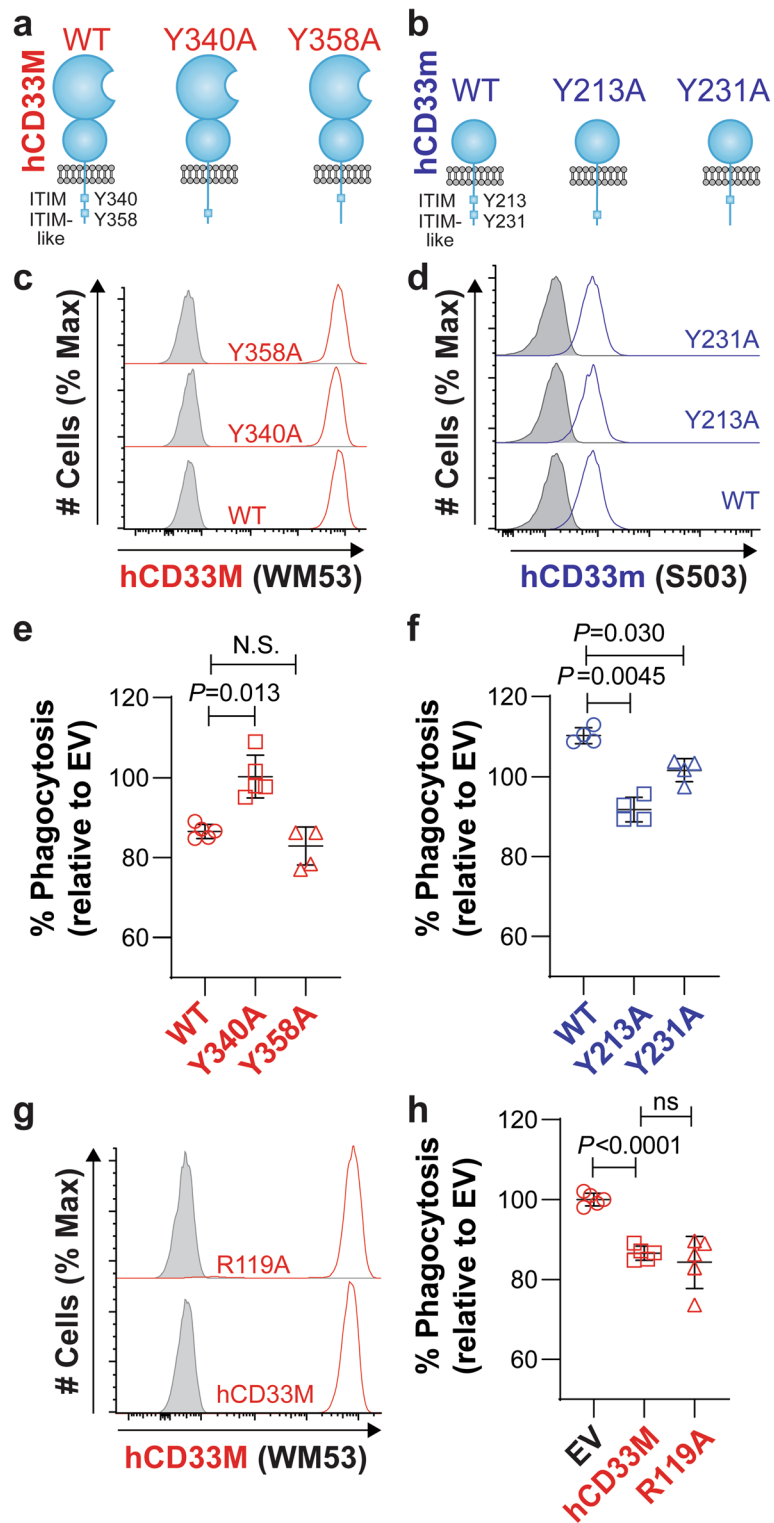 a
WT
Y340A
Y358A
hCD33M
ITIM
Y340
ITIM-
like
Y358
b
WT
Y213A
Y231A
hCD33m
ITIM
Y213
ITIM-
like
Y231
c
# Cells (% Max)
Y358A
Y340A
WT
hCD33M (WM53)
d
# Cells (% Max)
Y231A
Y213A
WT
hCD33m (S503)
e
N.S.
P=0.013
% Phagocytosis
(relative to EV)
120
100
80
60
WT
Y340A
Y358A
f
P=0.030
P=0.0045
% Phagocytosis
(relative to EV)
120
100
80
60
WT
Y213A
Y231A
g
# Cells (% Max)
R119A
hCD33M
hCD33M (WM53)
h
ns
P<0.0001
% Phagocytosis
(relative to EV)
120
100
80
60
EV
hCD33M
R119A